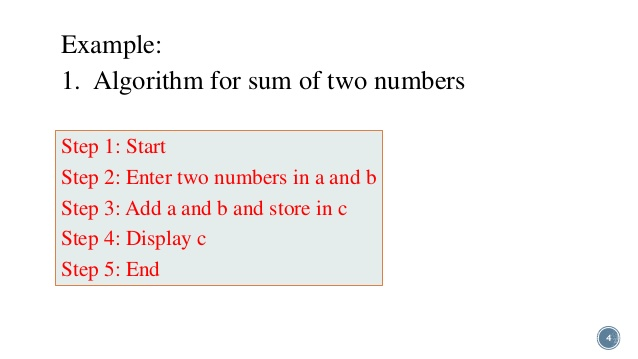 Example:
1. Algorithm for sum of two numbers
Step 1: Start
Step 2: Enter two numbers in a and b
Step 3: Add a and b and store in c
Step 4: Display c
Step 5: End
4